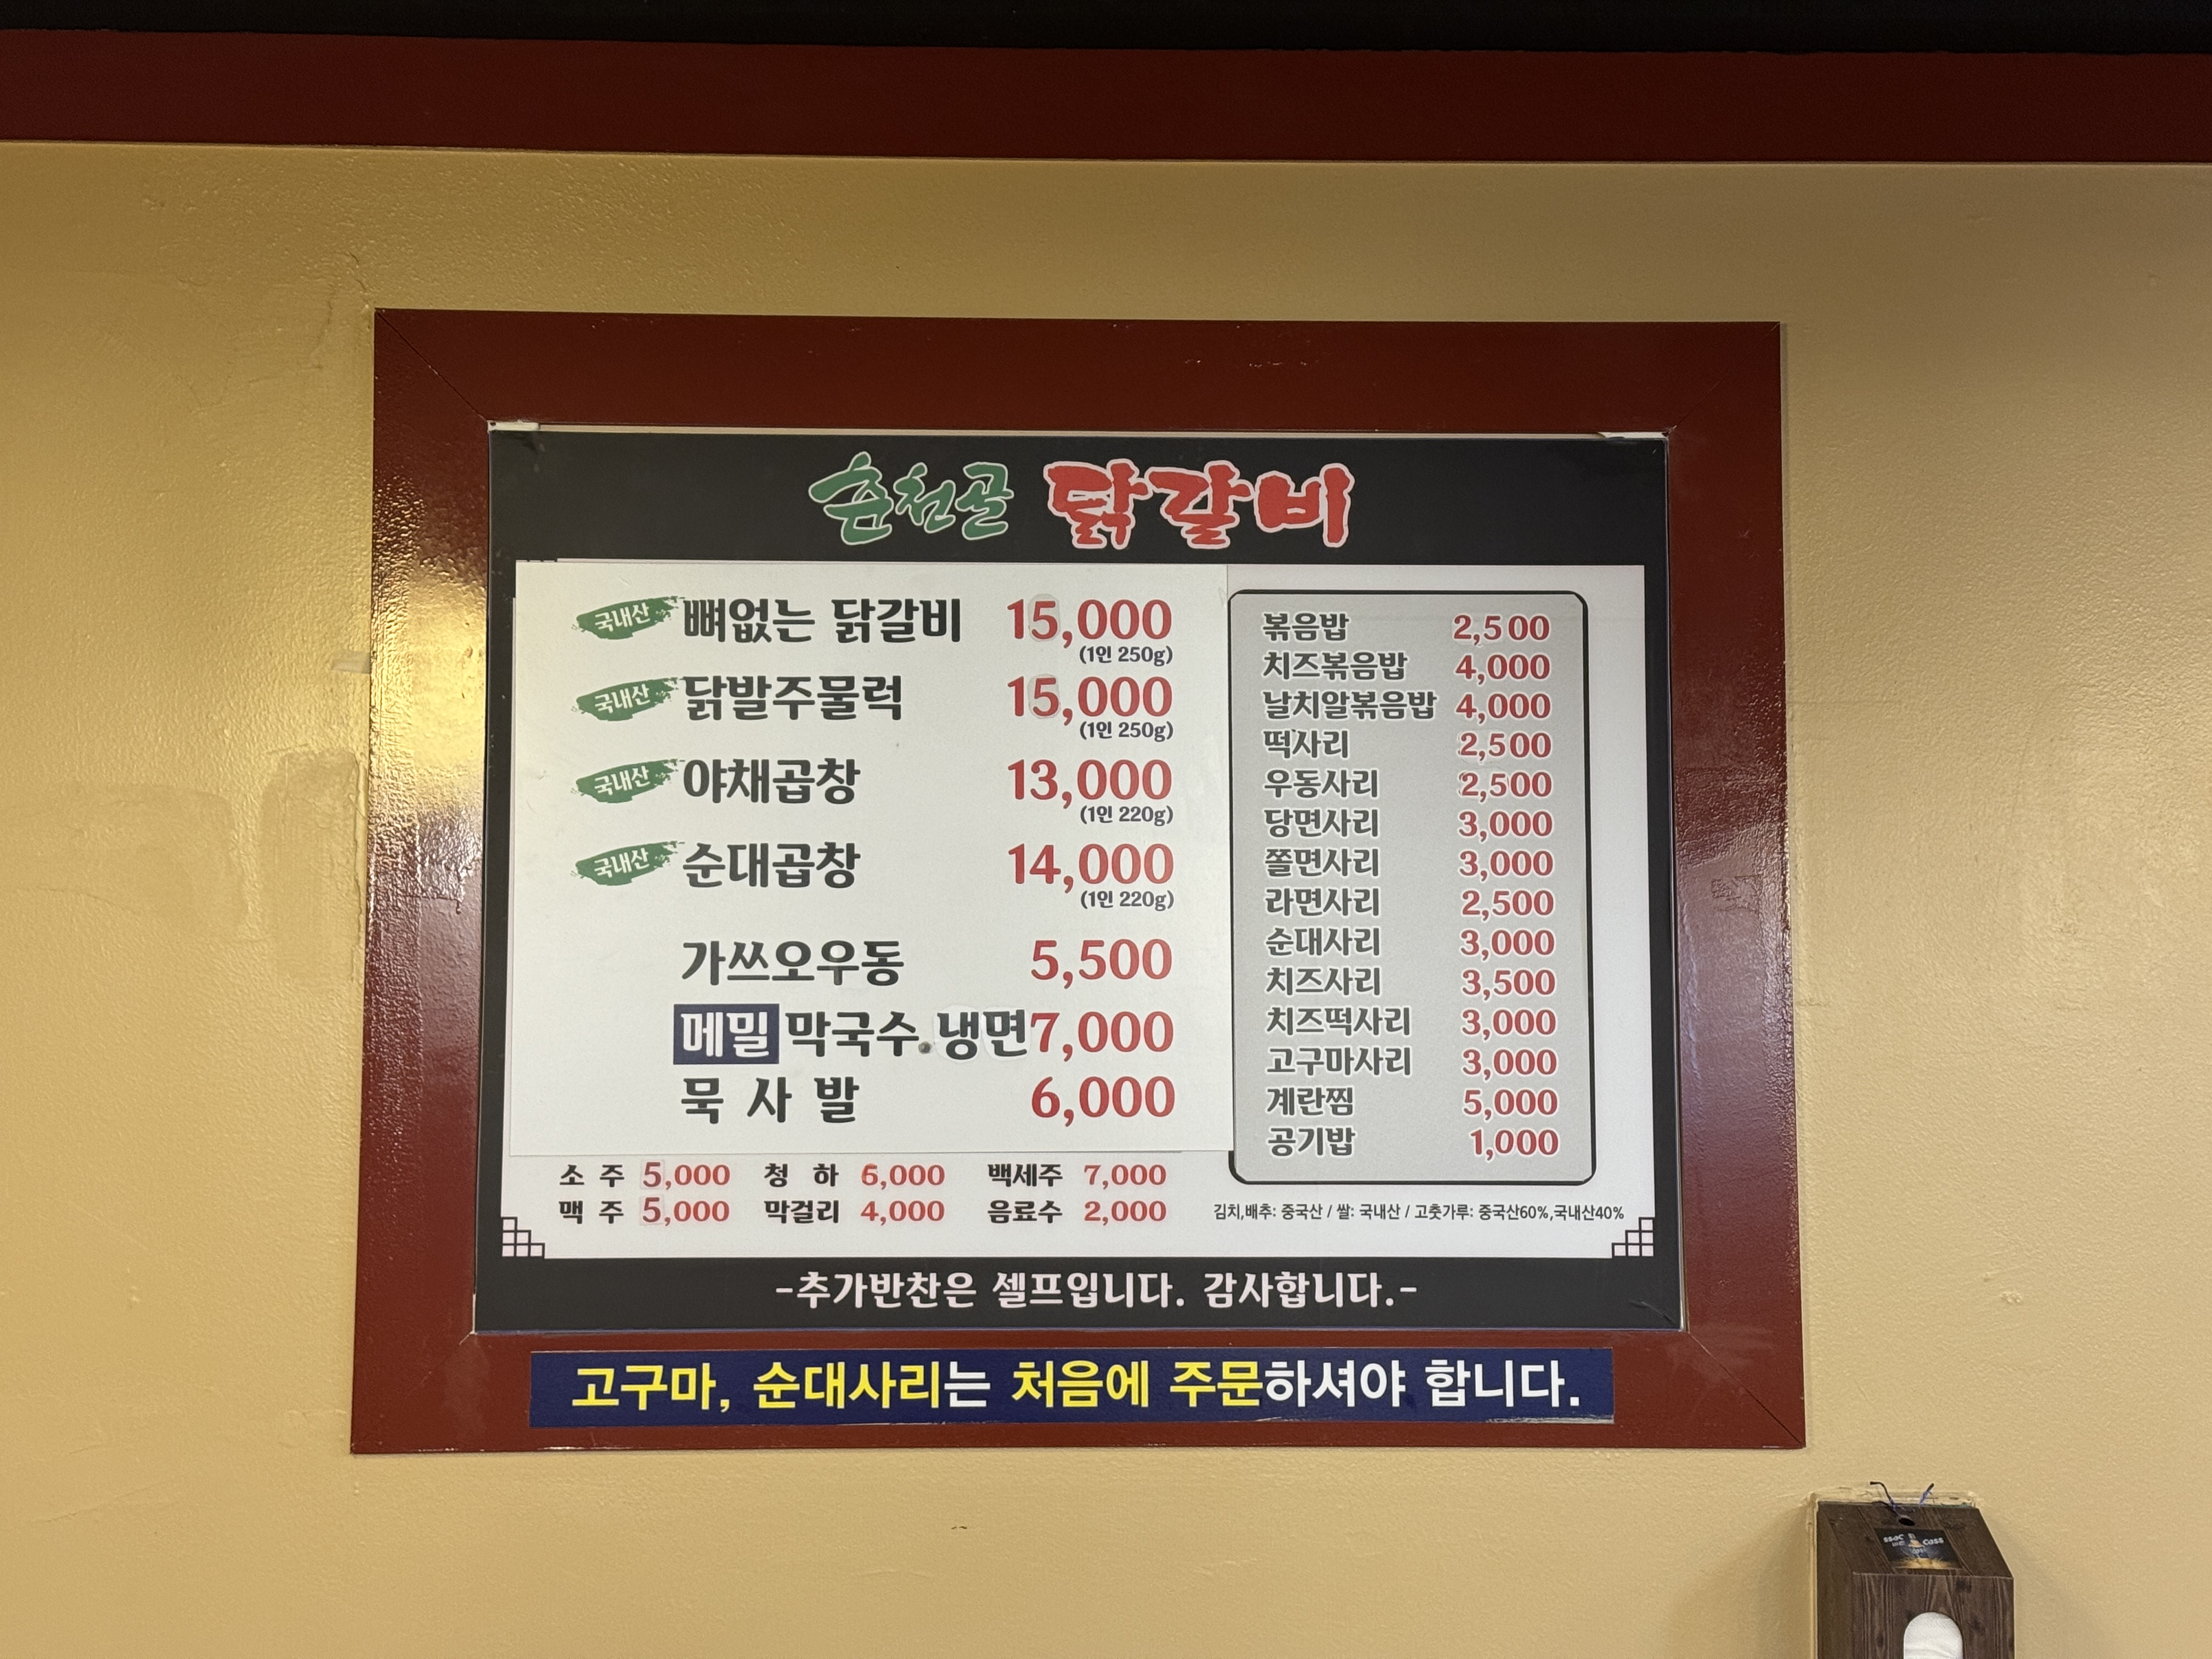 춘천골 닭갈비
국내산 뼈없는 닭갈비 15,000
(1인 250g)
국내산 닭발주물럭 15,000
(1인 250g)
국내산 야채곱창 13,000
(1인 220g)
국내산 순대곱창 14,000
(1인 220g)
가쓰오우동 5,500
메밀 막국수.냉면 7,000
묵 사 발 6,000
볶음밥 2,500
치즈볶음밥 4,000
날치알볶음밥 4,000
떡사리 2,500
우동사리 2,500
당면사리 3,000
쫄면사리 3,000
라면사리 2,500
순대사리 3,000
치즈사리 3,500
치즈떡사리 3,000
고구마사리 3,000
계란찜 5,000
공기밥 1,000
소 주 5,000 청 하 6,000 백세주 7,000
맥 주 5,000 막걸리 4,000 음료수 2,000
김치,배추: 중국산 / 쌀: 국내산 / 고춧가루: 중국산60%,국내산40%
-추가반찬은 셀프입니다. 감사합니다.-
고구마, 순대사리는 처음에 주문하셔야 합니다.
Cass